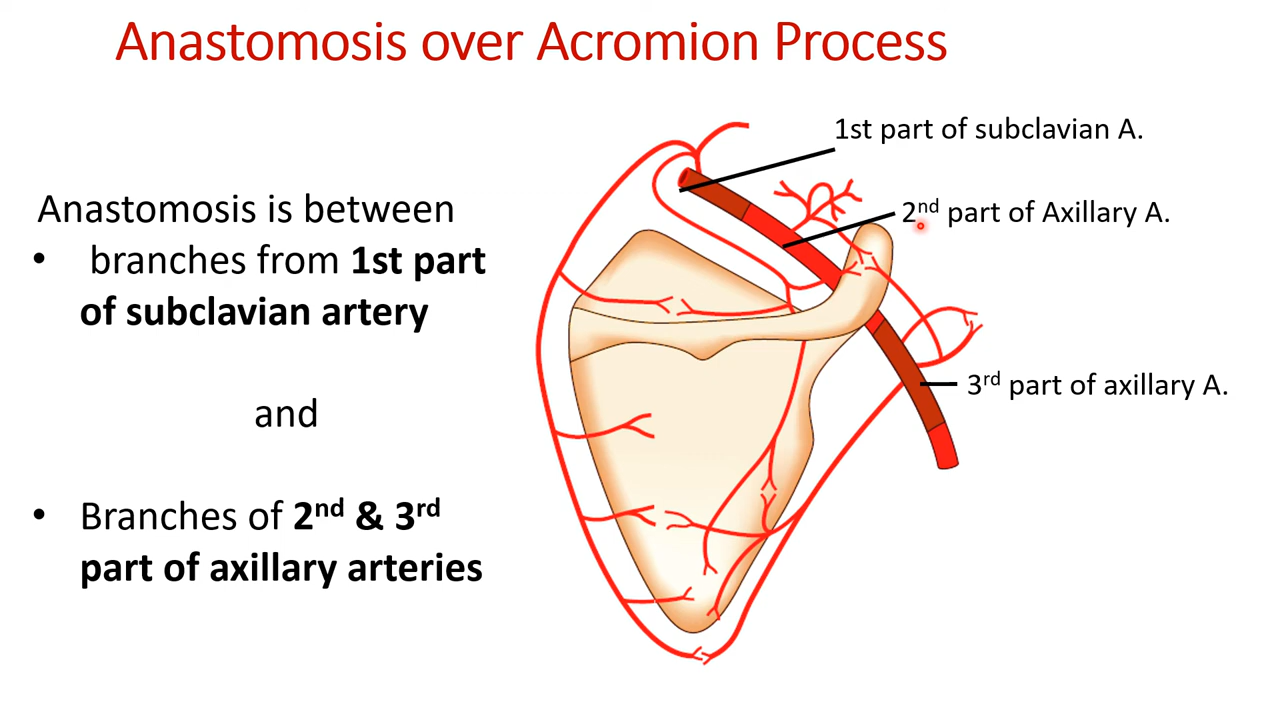 Anastomosis over Acromion Process
Anastomosis is between
• branches from 1st part
of subclavian artery
and
• Branches of 2nd & 3rd
part of axillary arteries
1st part of subclavian A.
2nd part of Axillary A.
3rd part of axillary A.